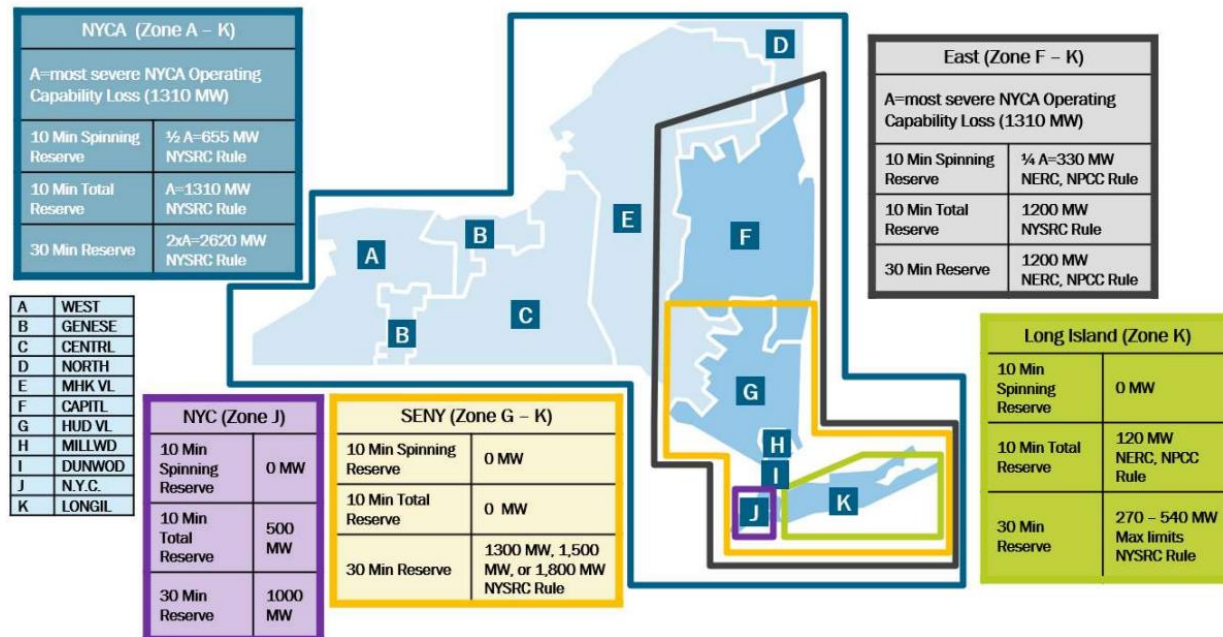 NYCA (Zone A – K)
A=most severe NYCA Operating
Capability Loss (1310 MW)
10 Min Spinning
Reserve
½ A=655 MW
NYSRC Rule
10 Min Total
Reserve
A=1310 MW
NYSRC Rule
30 Min Reserve
2xA=2620 MW
NYSRC Rule
East (Zone F – K)
A=most severe NYCA Operating
Capability Loss (1310 MW)
10 Min Spinning
Reserve
¼ A=330 MW
NERC, NPCC Rule
10 Min Total
Reserve
1200 MW
NYSRC Rule
30 Min Reserve
1200 MW
NERC, NPCC Rule
D
E
F
B
A
C
B
G
H
I
J
K
A WEST
B GENESE
C CENTRL
D NORTH
E MHK VL
F CAPITL
G HUD VL
H MILLWD
I DUNWOD
J N.Y.C.
K LONGIL
NYC (Zone J)
10 Min
Spinning
Reserve
0 MW
10 Min
Total
Reserve
500
MW
30 Min
Reserve
1000
MW
SENY (Zone G – K)
10 Min Spinning
Reserve
0 MW
10 Min Total
Reserve
0 MW
30 Min Reserve
1300 MW, 1,500
MW, or 1,800 MW
NYSRC Rule
Long Island (Zone K)
10 Min
Spinning
Reserve
0 MW
10 Min Total
Reserve
120 MW
NERC, NPCC
Rule
30 Min
Reserve
270 – 540 MW
Max limits
NYSRC Rule